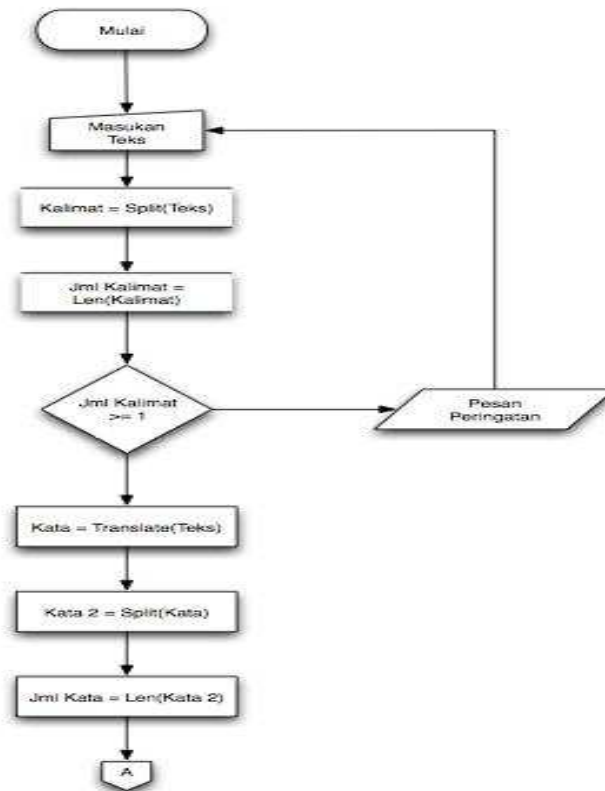 Mulai
Masukan
Teks
Kalimat = Split(Teks)
Jml Kalimat =
Len(Kalimat)
Jml Kalimat
>= 1
Pesan
Peringatan
Kata = Translate(Teks)
Kata 2 = Split(Kata)
Jml Kata = Len(Kata 2)
A